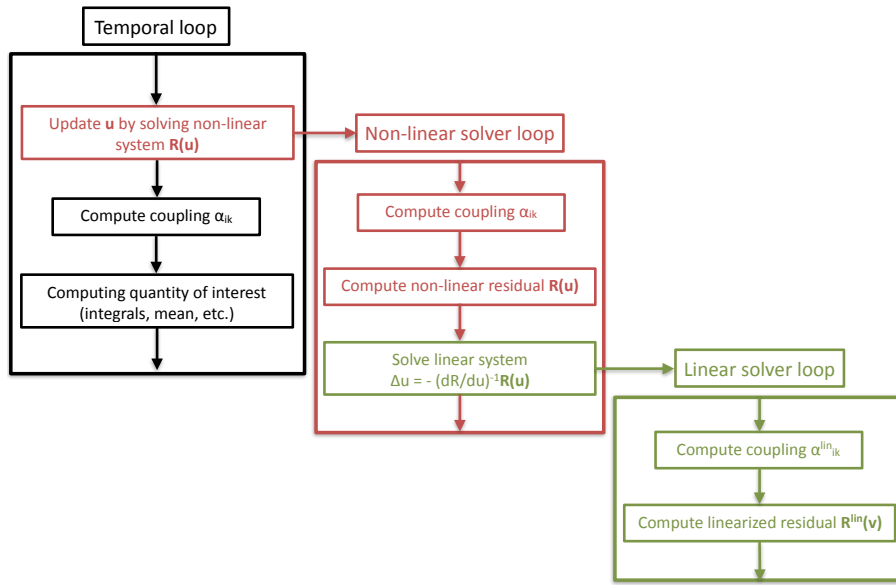 Temporal loop
Update u by solving non-linear
system R(u)
Compute coupling αik
Computing quantity of interest
(integrals, mean, etc.)
Non-linear solver loop
Compute coupling αik
Compute non-linear residual R(u)
Solve linear system
Δu = - (dR/du)⁻¹R(u)
Linear solver loop
Compute coupling αˡⁱⁿik
Compute linearized residual Rˡⁱⁿ(v)